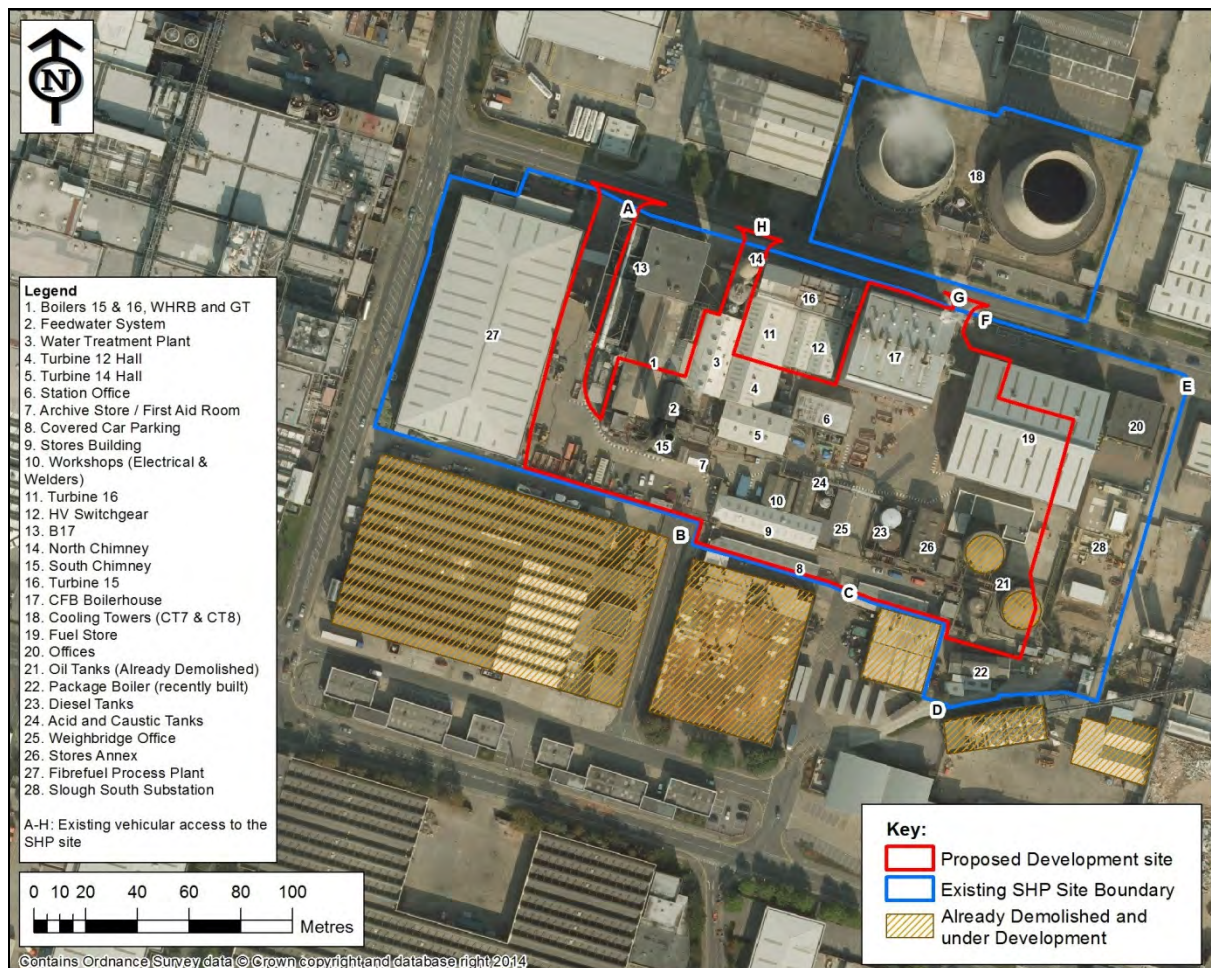 N
Legend
1. Boilers 15 & 16, WHRB and GT
2. Feedwater System
3. Water Treatment Plant
4. Turbine 12 Hall
5. Turbine 14 Hall
6. Station Office
7. Archive Store / First Aid Room
8. Covered Car Parking
9. Stores Building
10. Workshops (Electrical &
Welders)
11. Turbine 16
12. HV Switchgear
13. B17
14. North Chimney
15. South Chimney
16. Turbine 15
17. CFB Boilerhouse
18. Cooling Towers (CT7 & CT8)
19. Fuel Store
20. Offices
21. Oil Tanks (Already Demolished)
22. Package Boiler (recently built)
23. Diesel Tanks
24. Acid and Caustic Tanks
25. Weighbridge Office
26. Stores Annex
27. Fibrefuel Process Plant
28. Slough South Substation
A-H: Existing vehicular access to the
SHP site
0 10 20 40 60 80 100
Metres
Contains Ordnance Survey data © Crown copyright and database right 2014
18
A
H
14
13
16
G
F
27
11
12
17
1
3
E
4
2
6
20
5
19
15
7
24
10
25
23
9
26
28
B
8
21
C
22
D
Key:
Proposed Development site
Existing SHP Site Boundary
Already Demolished and
under Development